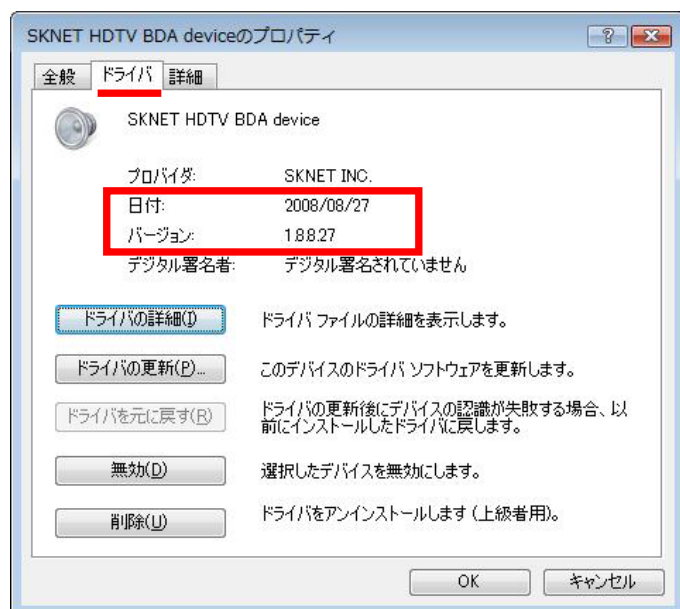 SKNET HDTV BDA deviceのプロパティ
全般 ドライバ 詳細
SKNET HDTV BDA device
プロバイダ: SKNET INC.
日付: 2008/08/27
バージョン: 1.8.8.27
デジタル署名者: デジタル署名されていません
ドライバの詳細(I) ドライバ ファイルの詳細を表示します。
ドライバの更新(P)... このデバイスのドライバ ソフトウェアを更新します。
ドライバを元に戻す(R) ドライバの更新後にデバイスの認識が失敗する場合、以
前にインストールしたドライバに戻します。
無効(D) 選択したデバイスを無効にします。
削除(U) ドライバをアンインストールします (上級者用)。
OK キャンセル